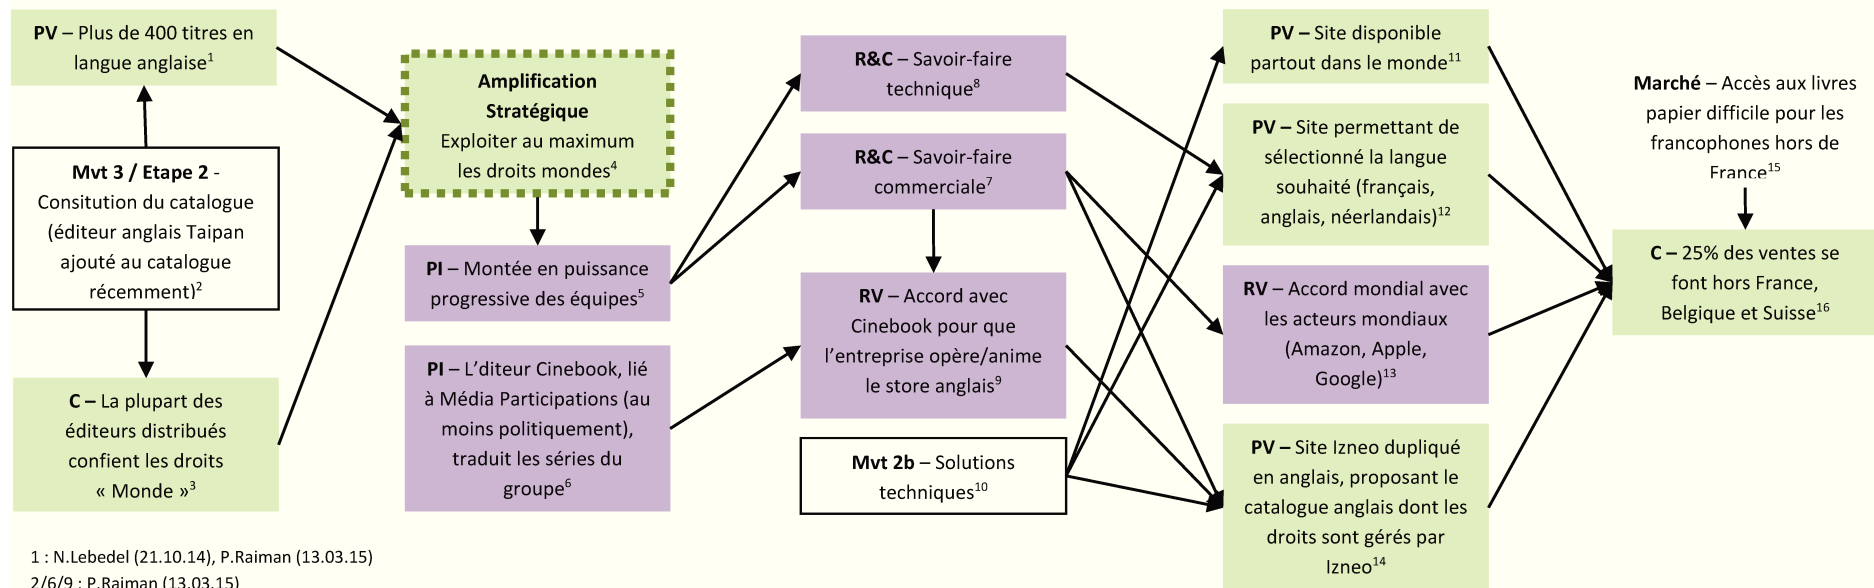 PV – Plus de 400 titres en
langue anglaise1
Mvt 3 / Etape 2 -
Consitution du catalogue
(éditeur anglais Taipan
ajouté au catalogue
récemment)2
C – La plupart des
éditeurs distribués
confient les droits
« Monde »3
1 : N.Lebedel (21.10.14), P.Raiman (13.03.15)
2/6/9 : P.Raiman (13.03.15)
Amplification
Stratégique
Exploiter au maximum
les droits mondes4
PI – Montée en puissance
progressive des équipes5
PI – L’diteur Cinebook, lié
à Média Participations (au
moins politiquement),
traduit les séries du
groupe6
R&C – Savoir-faire
technique8
R&C – Savoir-faire
commerciale7
RV – Accord avec
Cinebook pour que
l’entreprise opère/anime
le store anglais9
Mvt 2b – Solutions
techniques10
PV – Site disponible
partout dans le monde11
PV – Site permettant de
sélectionné la langue
souhaité (français,
anglais, néerlandais)12
RV – Accord mondial avec
les acteurs mondiaux
(Amazon, Apple,
Google)13
PV – Site Izneo dupliqué
en anglais, proposant le
catalogue anglais dont les
droits sont gérés par
Izneo14
Marché – Accès aux livres
papier difficile pour les
francophones hors de
France15
C – 25% des ventes se
font hors France,
Belgique et Suisse16